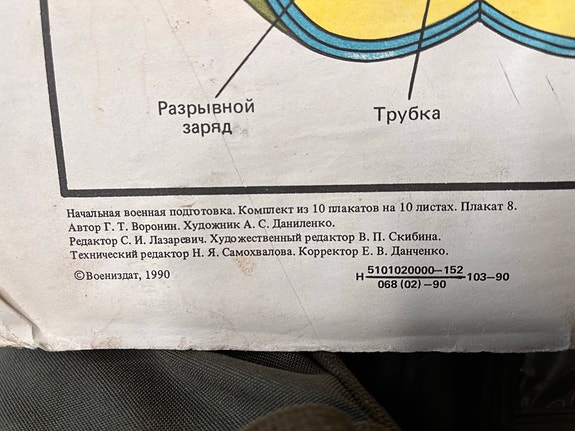 Разрывной
заряд
Трубка
Начальная военная подготовка. Комплект из 10 плакатов на 10 листах. Плакат 8.
Автор Г. Т. Воронин. Художник А. С. Даниленко.
Редактор С. И. Лазаревич. Художественный редактор В. П. Скибина.
Технический редактор Н. Я. Самохвалова. Корректор Е. В. Данченко.
©Воениздат, 1990
Н 5101020000—152 103—90
068 (02) —90